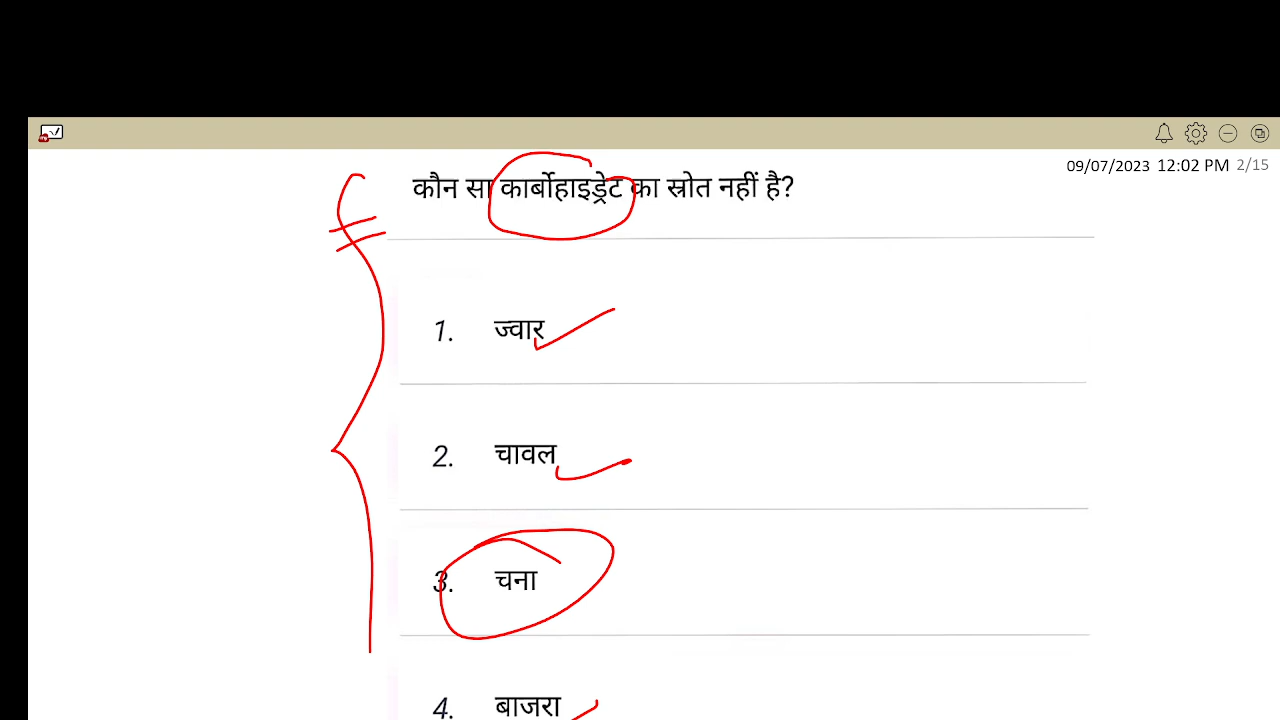 09/07/2023 12:02 PM 2/15
कौन सा कार्बोहाइड्रेट का स्रोत नहीं है?
1. ज्वार
2. चावल
3. चना
4. बाजरा